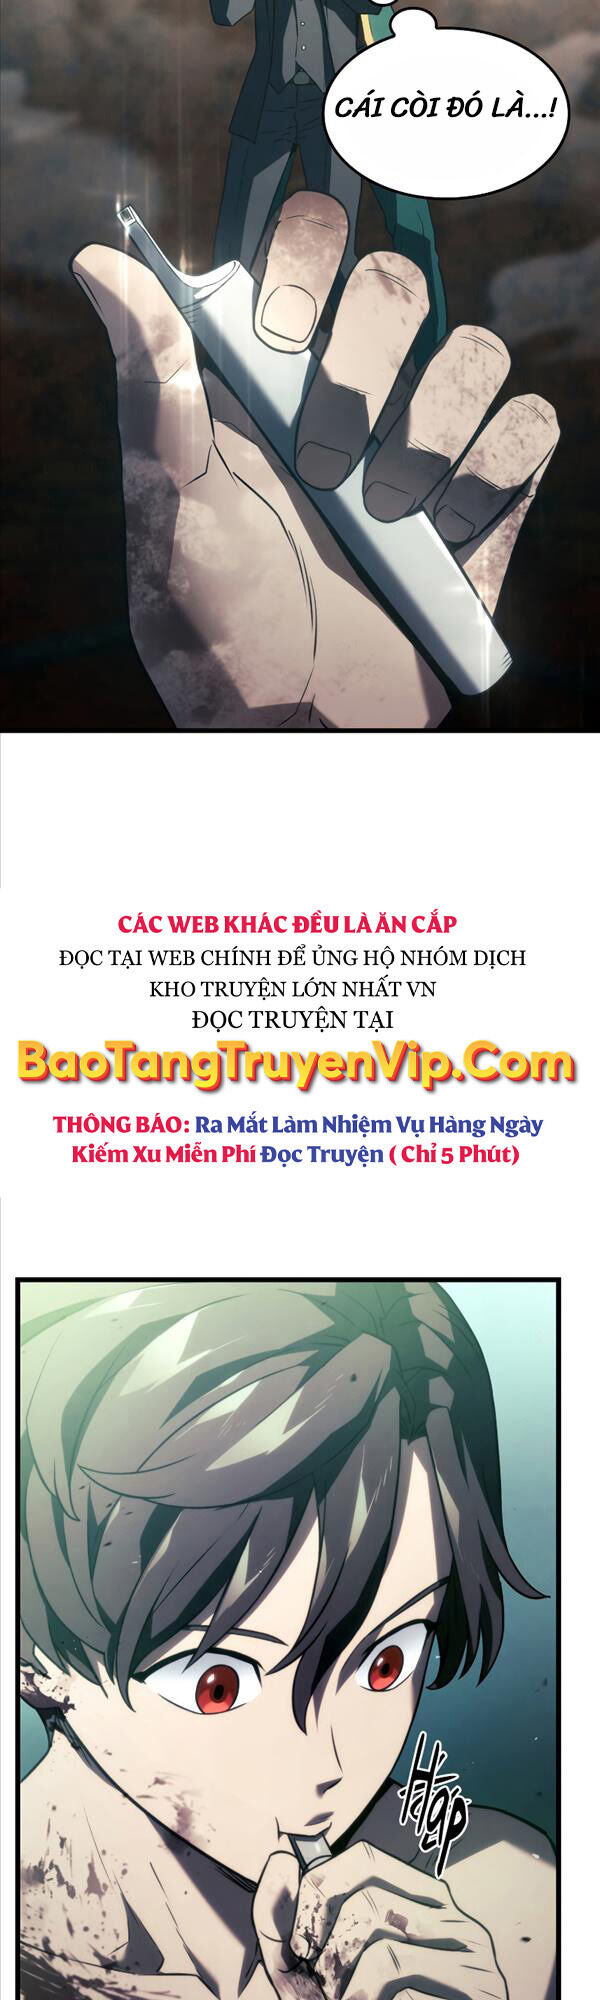 CÁI CÒI ĐÓ LÀ...!
CÁC WEB KHÁC ĐỀU LÀ ĂN CẮP
ĐỌC TẠI WEB CHÍNH ĐỂ ỦNG HỘ NHÓM DỊCH
KHO TRUYỆN LỚN NHẤT VN
ĐỌC TRUYỆN TẠI
BaoTangTruyenVip.Com
THÔNG BÁO: Ra Mắt Làm Nhiệm Vụ Hàng Ngày
Kiếm Xu Miễn Phí Đọc Truyện ( Chỉ 5 Phút)
HÁ
HỘP